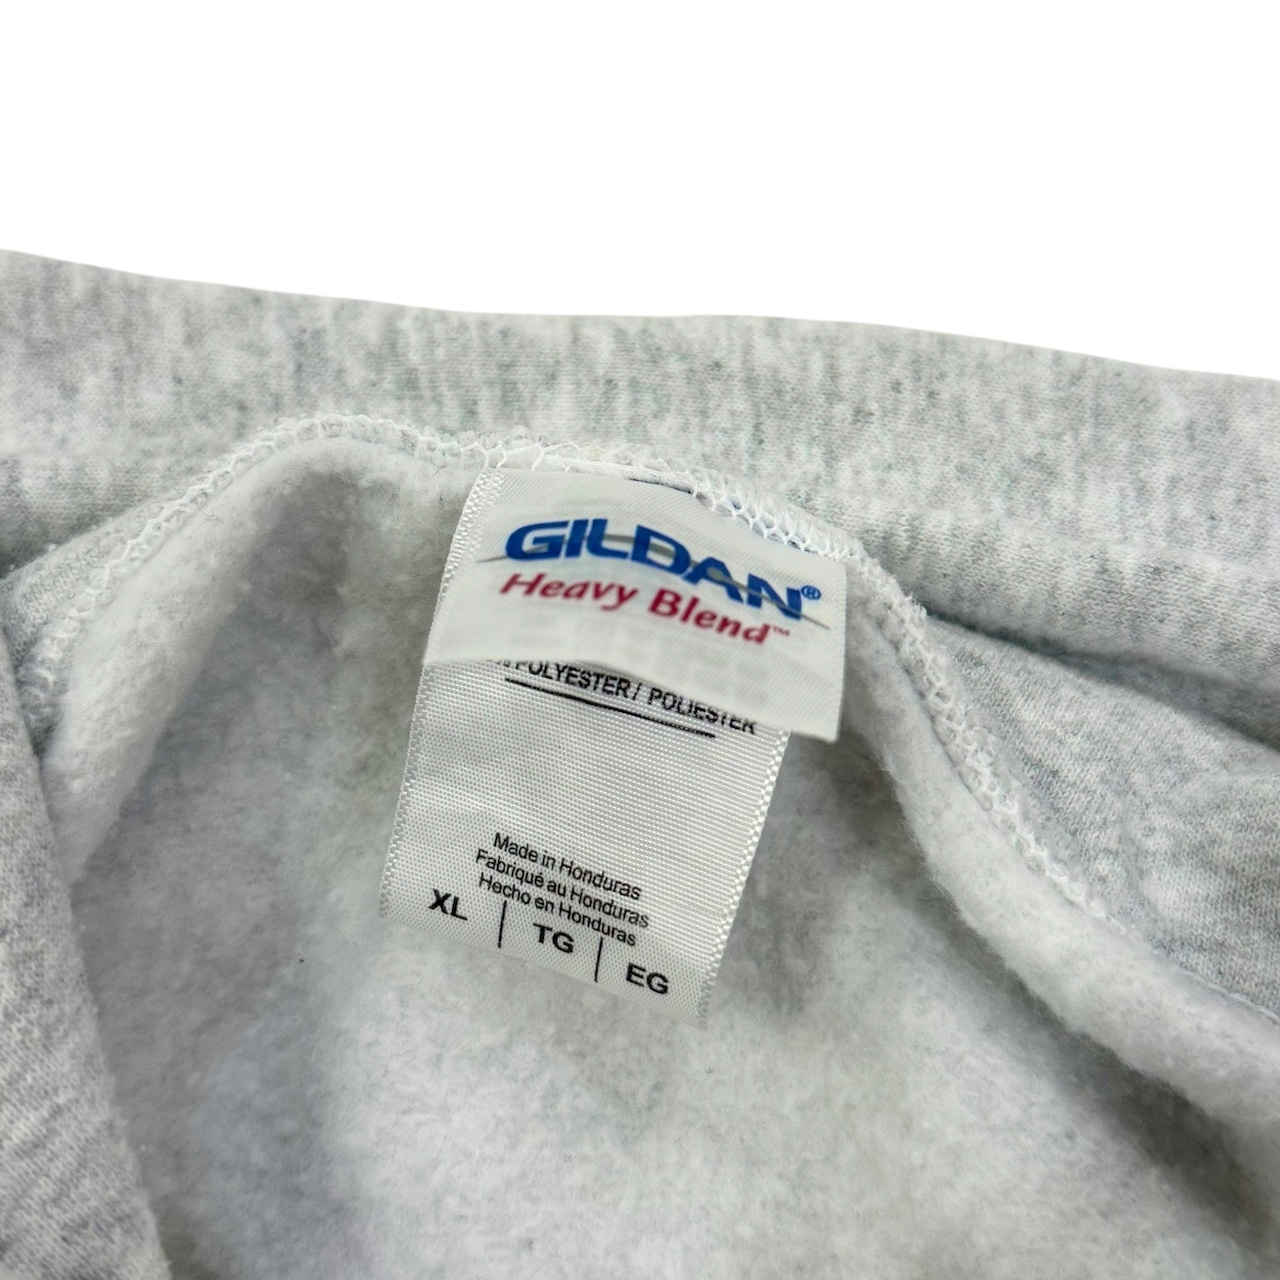 GILDAN®
Heavy Blend™
POLYESTER / POLIESTER
Made in Honduras
Fabriqué au Honduras
Hecho en Honduras
XL | TG | EG